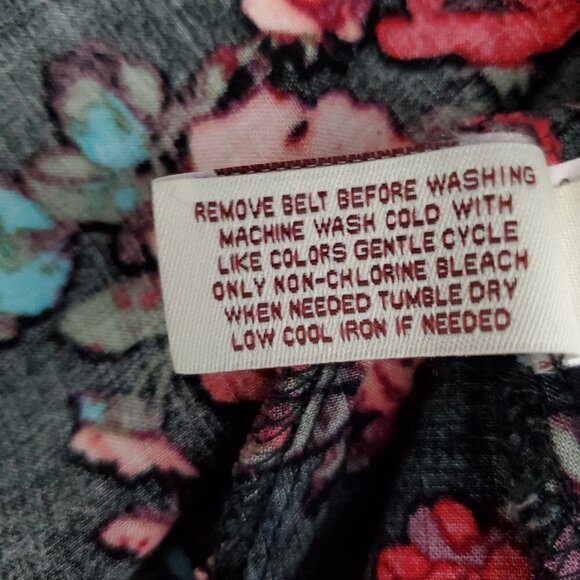 REMOVE BELT BEFORE WASHING
MACHINE WASH COLD WITH
LIKE COLORS GENTLE CYCLE
ONLY NON-CHLORINE BLEACH
WHEN NEEDED TUMBLE DRY
LOW COOL IRON IF NEEDED